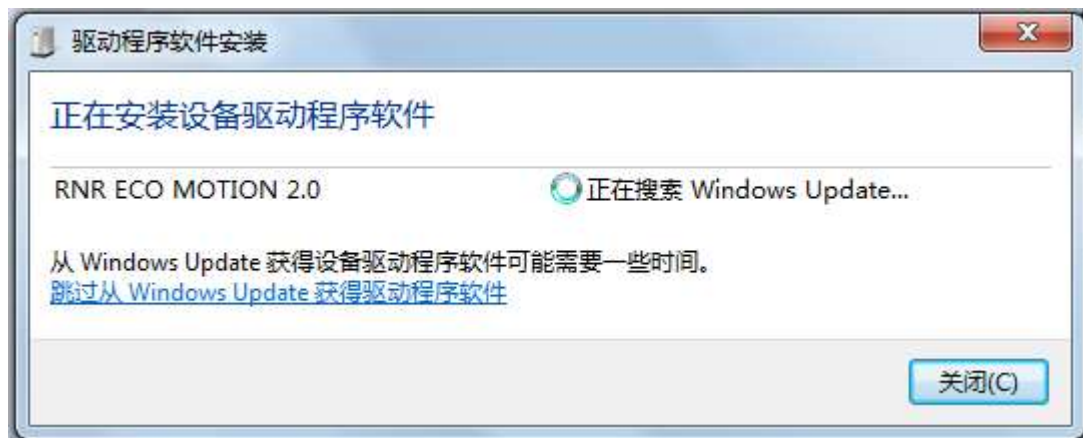 驱动程序软件安装
正在安装设备驱动程序软件
RNR ECO MOTION 2.0 正在搜索 Windows Update...
从 Windows Update 获得设备驱动程序软件可能需要一些时间。
跳过从 Windows Update 获得驱动程序软件
关闭(C)